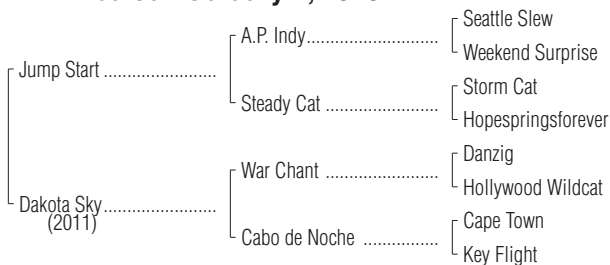 Seattle Slew
A.P. Indy
Weekend Surprise
Jump Start
Storm Cat
Steady Cat
Hopespringsforever
Danzig
War Chant
Hollywood Wildcat
Dakota Sky
(2011)
Cape Town
Cabo de Noche
Key Flight